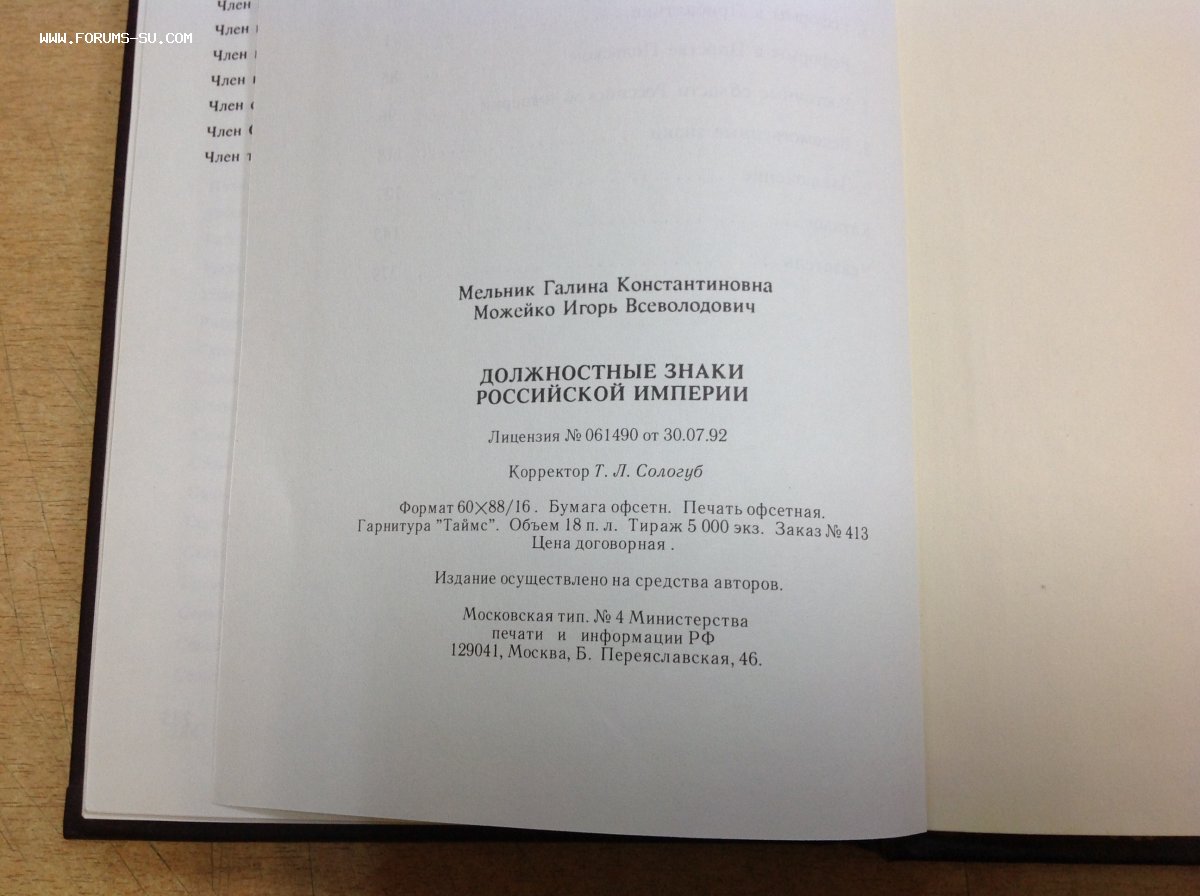 WWW.FORUMS-SU.COM
Член
Член
Член
Член
Член
Член
Член
Мельник Галина Константиновна
Можейко Игорь Всеволодович
ДОЛЖНОСТНЫЕ ЗНАКИ
РОССИЙСКОЙ ИМПЕРИИ
Лицензия № 061490 от 30.07.92
Корректор Т. Л. Сологуб
Формат 60×88/16 . Бумага офсетн. Печать офсетная.
Гарнитура "Таймс". Объем 18 п. л. Тираж 5 000 экз. Заказ № 413
Цена договорная .
Издание осуществлено на средства авторов.
Московская тип. № 4 Министерства
печати и информации РФ
129041, Москва, Б. Переяславская, 46.